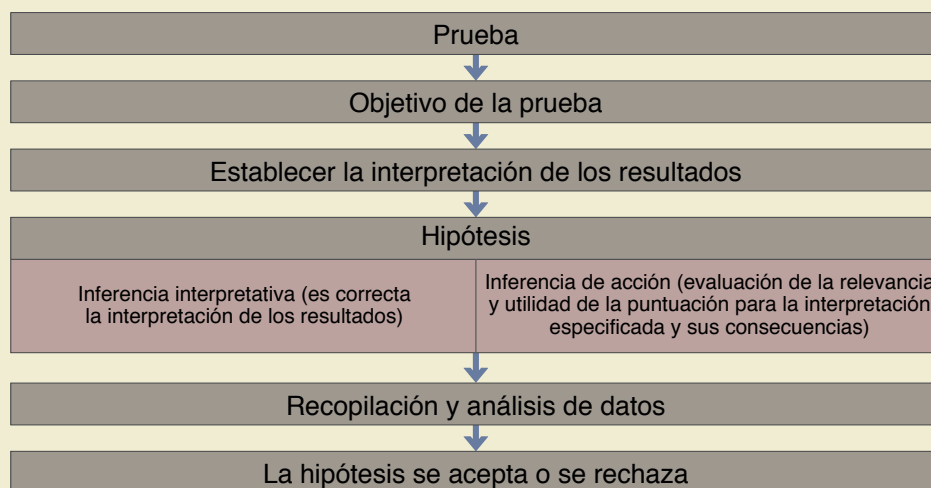 Prueba
Objetivo de la prueba
Establecer la interpretación de los resultados
Hipótesis
Inferencia interpretativa (es correcta
la interpretación de los resultados)
Inferencia de acción (evaluación de la relevancia
y utilidad de la puntuación para la interpretación
especificada y sus consecuencias)
Recopilación y análisis de datos
La hipótesis se acepta o se rechaza